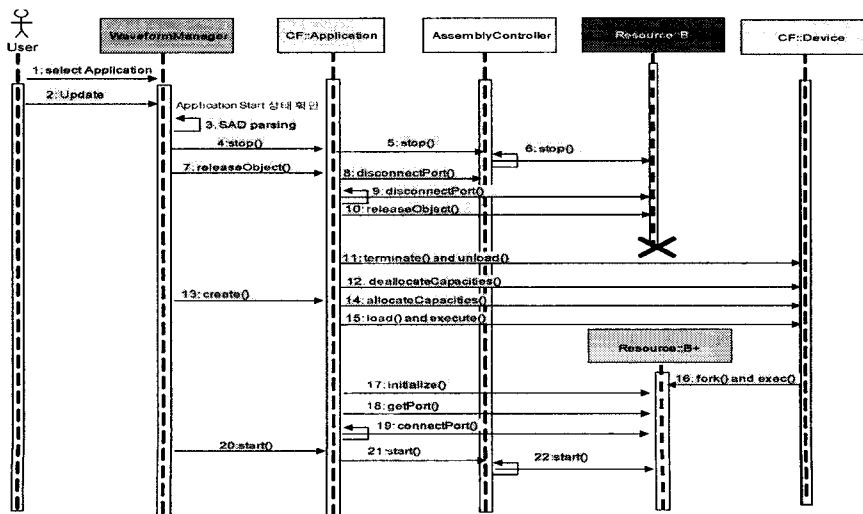 User
WaveformManager
CF::Application
AssemblyController
Resource::B
CF::Device
1: select Application
2: Update
Application Start 상태 확인
3: SAD parsing
4:stop()
5: stop()
6: stop()
7: releaseObject()
8: disconnectPort()
9: disconnectPort()
10: releaseObject()
11: terminate() and unload()
12: deallocateCapacities()
13: create()
14: allocateCapacities()
15: load() and execute()
Resource::B+
16: fork() and exec()
17: initialize()
18: getPort()
19: connectPort()
20:start()
21:start()
22:start()